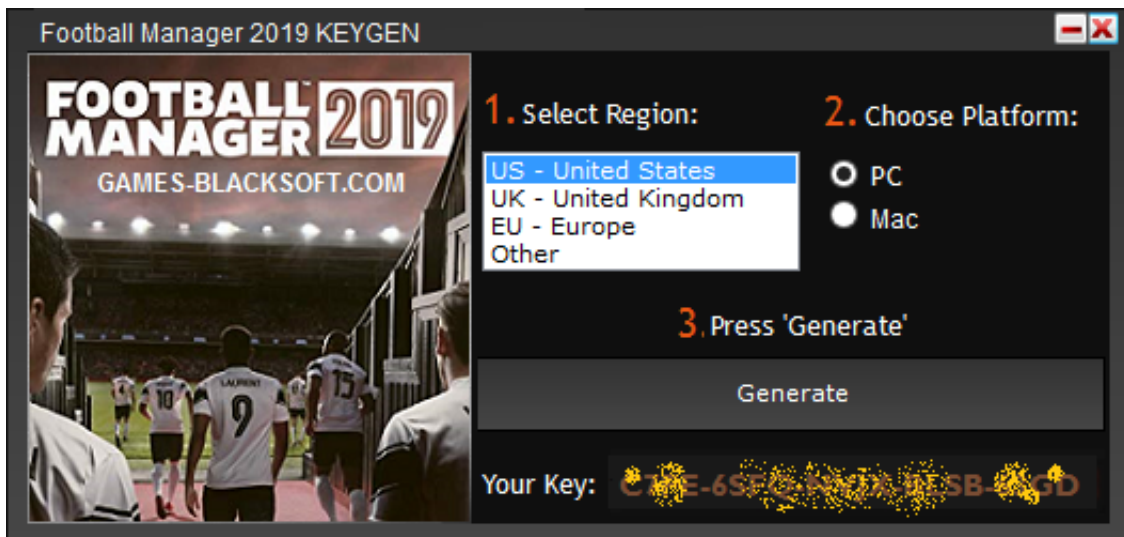 Football Manager 2019 KEYGEN
FOOTBALL
MANAGER 2019
GAMES-BLACKSOFT.COM
10
LAURENT
9
15
1. Select Region:
US - United States
UK - United Kingdom
EU - Europe
Other
2. Choose Platform:
PC
Mac
3. Press 'Generate'
Generate
Your Key: